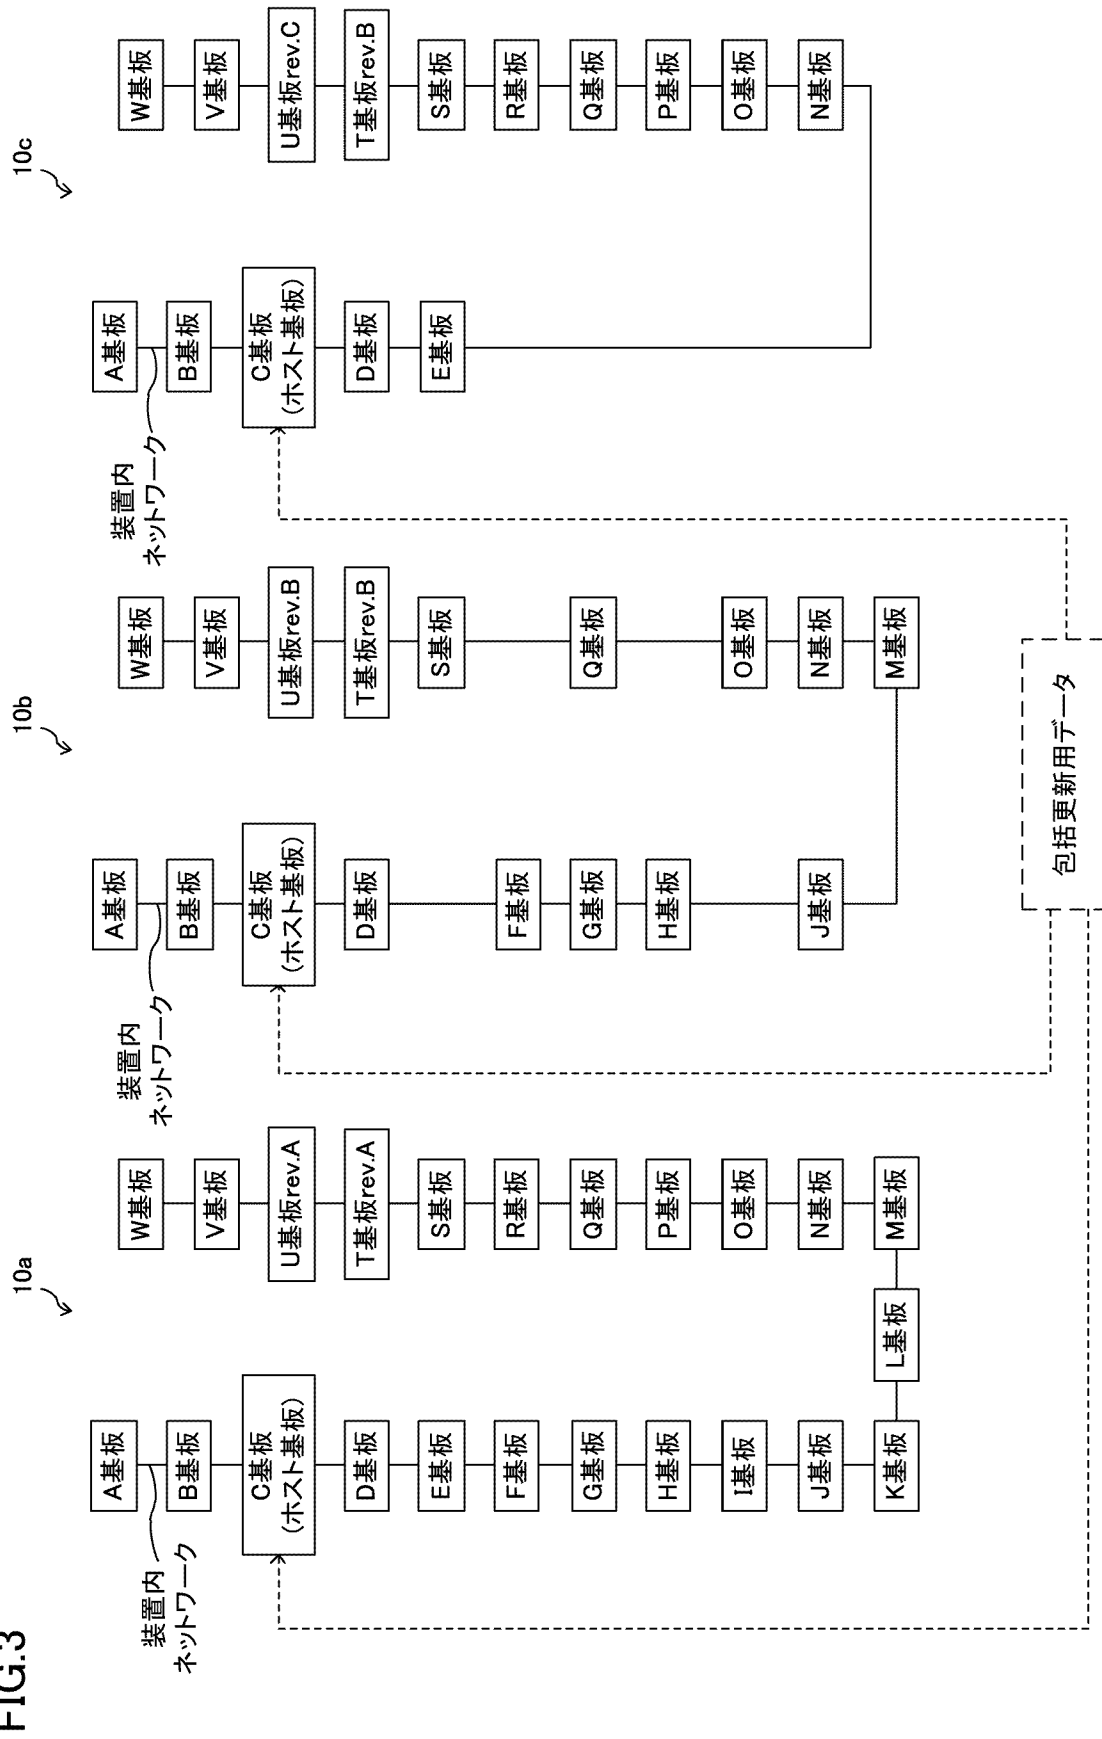 FIG.3
10a
装置内
ネットワーク
A基板
B基板
C基板
(ホスト基板)
D基板
E基板
F基板
G基板
H基板
I基板
J基板
K基板
L基板
M基板
N基板
O基板
P基板
Q基板
R基板
S基板
T基板rev.A
U基板rev.A
V基板
W基板
10b
装置内
ネットワーク
A基板
B基板
C基板
(ホスト基板)
D基板
F基板
G基板
H基板
J基板
M基板
N基板
O基板
Q基板
S基板
T基板rev.B
U基板rev.B
V基板
W基板
10c
装置内
ネットワーク
A基板
B基板
C基板
(ホスト基板)
D基板
E基板
N基板
O基板
P基板
Q基板
R基板
S基板
T基板rev.B
U基板rev.C
V基板
W基板
包括更新用データ